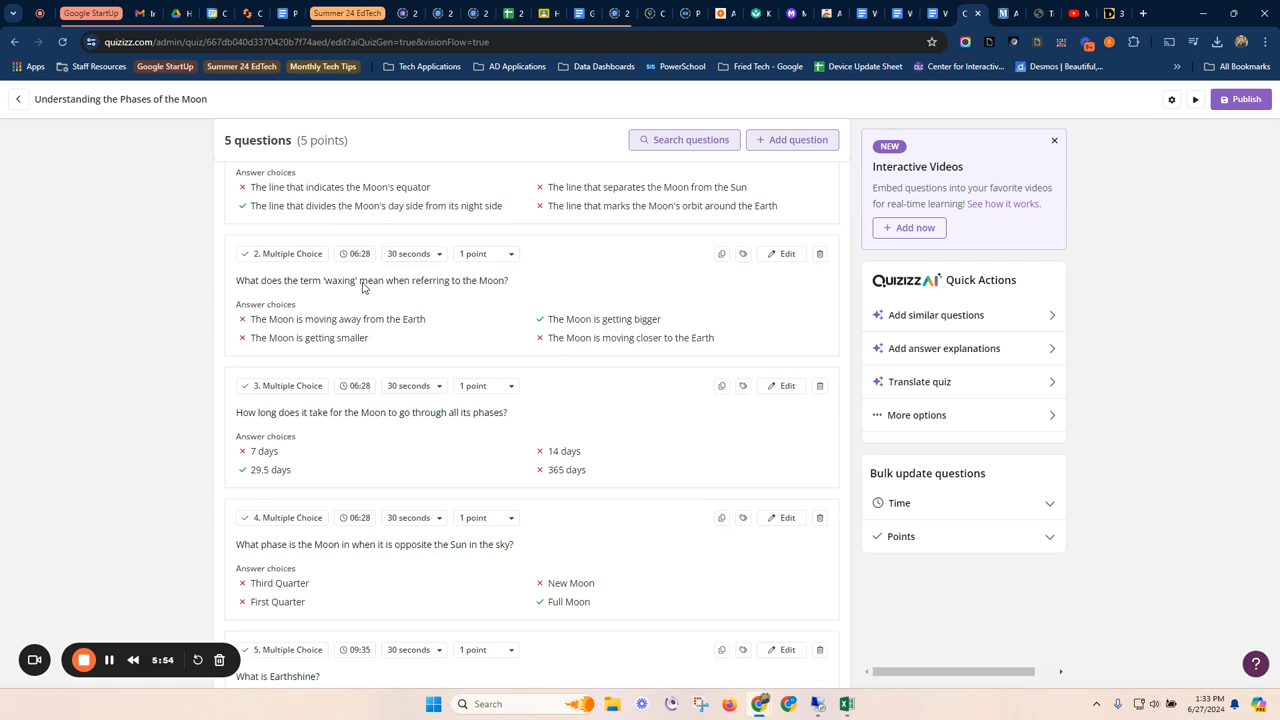 In
H
C
P
Summer 24 EdTech
2
2
2
2
H
G
2
C
P
A
K
M
A
R
V
C
M
T
M
D 3
quizizz.com/admin/quiz/667db040d3370420b7f74aed/edit?aiQuizGen=true&visionFlow=true
9+
Apps
Staff Resources
Google StartUp
Summer 24 EdTech
Monthly Tech Tips
Tech Applications
AD Applications
Data Dashboards
SIS PowerSchool
Fried Tech - Google
Device Update Sheet
Center for Interactiv...
Desmos | Beautiful,...
All Bookmarks
Understanding the Phases of the Moon
Publish
5 questions (5 points)
Search questions
Add question
Answer choices
The line that indicates the Moon's equator
The line that separates the Moon from the Sun
The line that divides the Moon's day side from its night side
The line that marks the Moon's orbit around the Earth
2. Multiple Choice 06:28 30 seconds 1 point Edit
What does the term 'waxing' mean when referring to the Moon?
Answer choices
The Moon is moving away from the Earth
The Moon is getting bigger
The Moon is getting smaller
The Moon is moving closer to the Earth
3. Multiple Choice 06:28 30 seconds 1 point Edit
How long does it take for the Moon to go through all its phases?
Answer choices
7 days
14 days
29.5 days
365 days
4. Multiple Choice 06:28 30 seconds 1 point Edit
What phase is the Moon in when it is opposite the Sun in the sky?
Answer choices
Third Quarter
New Moon
First Quarter
Full Moon
5. Multiple Choice 09:35 30 seconds 1 point Edit
What is Earthshine?
NEW
Interactive Videos
Embed questions into your favorite videos
for real-time learning! See how it works.
Add now
QUIZIZZ AI Quick Actions
Add similar questions
Add answer explanations
Translate quiz
More options
Bulk update questions
Time
Points
5:54
?
Search
1:33 PM
6/27/2024